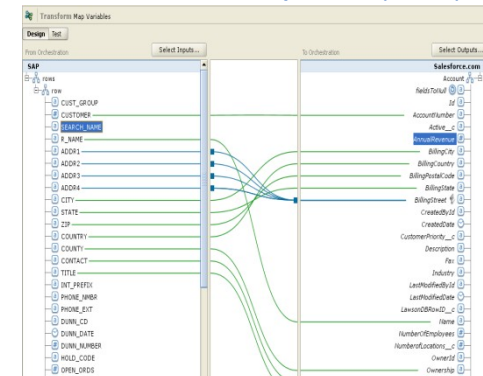 Transform Map Variables
Design Test
From Orchestration Select Inputs... To Orchestration Select Outputs...
SAP
rows
row
CUST_GROUP
CUSTOMER
SEARCH_NAME
R_NAME
ADDR1
ADDR2
ADDR3
ADDR4
CITY
STATE
ZIP
COUNTRY
COUNTY
CONTACT
TITLE
INT_PREFIX
PHONE_NMBR
PHONE_EXT
DUNN_CD
DUNN_DATE
DUNN_NUMBER
HOLD_CODE
OPEN_ORDS
Salesforce.com
Account
fieldsToNull
Id
AccountNumber
Active__c
AnnualRevenue
BillingCity
BillingCountry
BillingPostalCode
BillingState
BillingStreet
CreatedById
CreatedDate
CustomerPriority__c
Description
Fax
Industry
LastModifiedById
LastModifiedDate
LawsonDBRowID__c
Name
NumberOfEmployees
NumberofLocations__c
OwnerId
Ownership